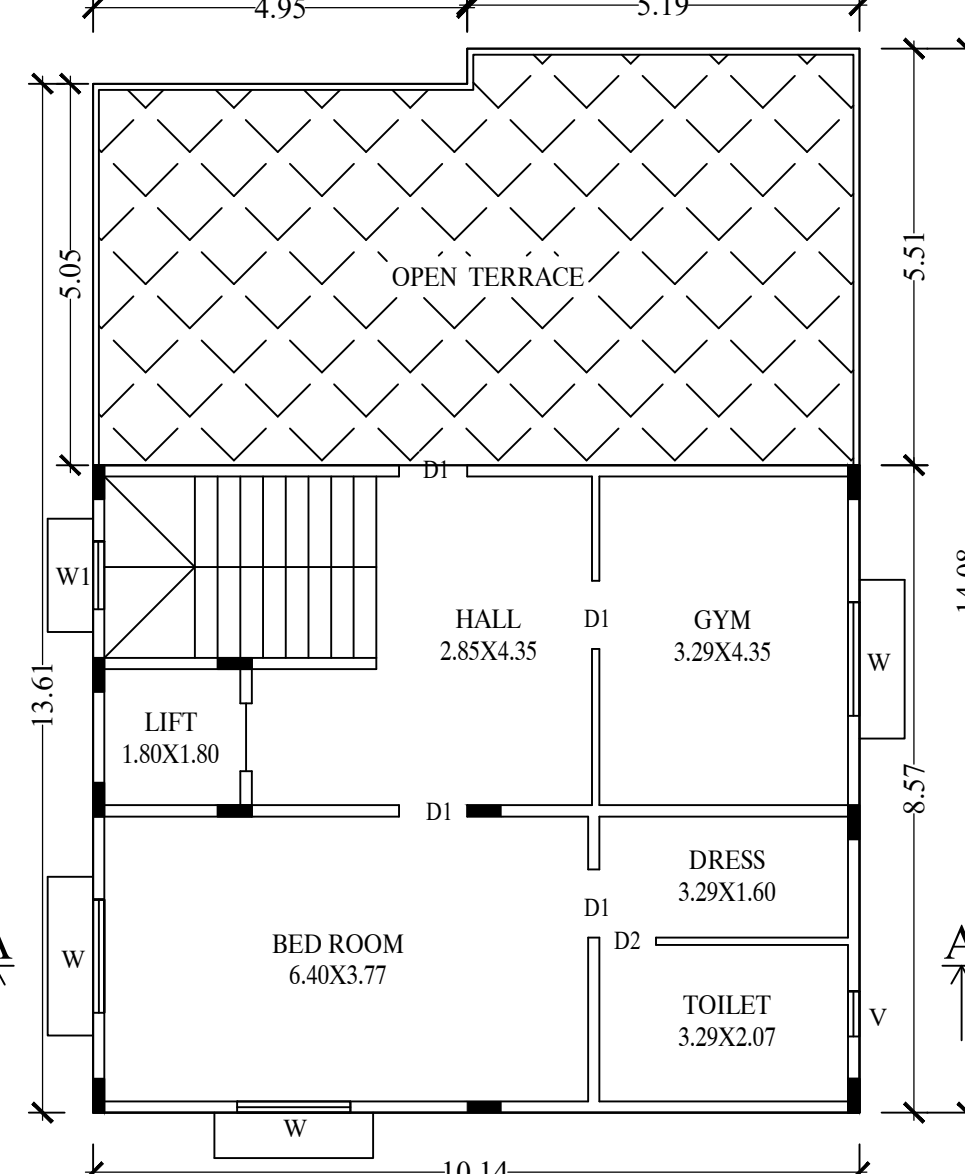 4.95
5.19
5.05
5.51
OPEN TERRACE
D1
W1
HALL
2.85X4.35
D1
GYM
3.29X4.35
W
13.61
14.08
LIFT
1.80X1.80
8.57
D1
DRESS
3.29X1.60
D1
D2
A
BED ROOM
6.40X3.77
W
A
TOILET
3.29X2.07
V
W
10.14